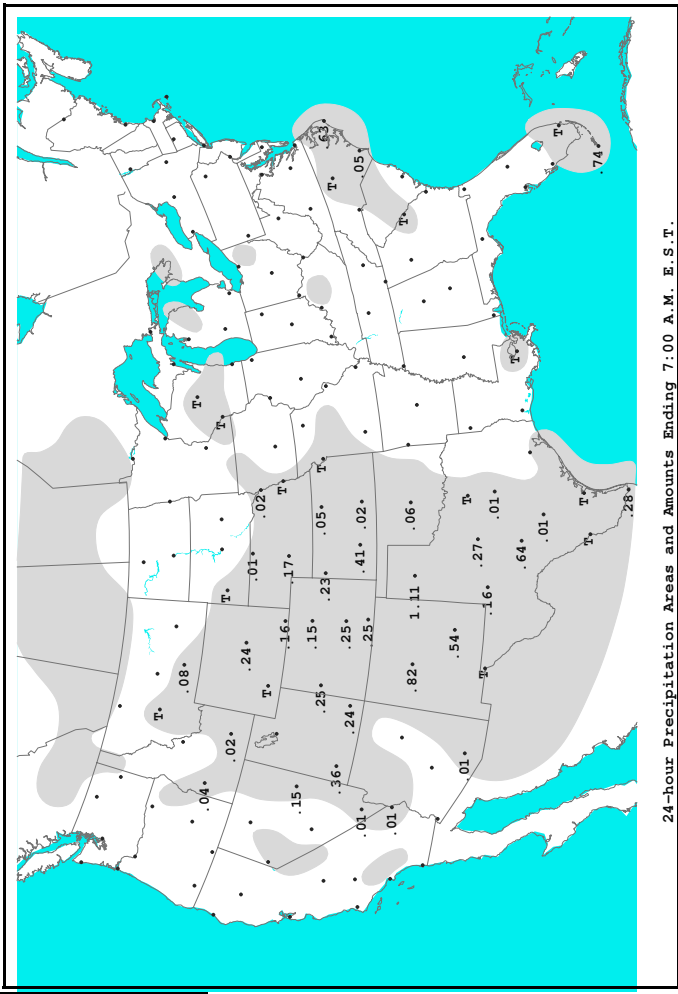 T
.08
T
.04
T
T
.02
.24
.01
.02
T
T
.16
.17
.15
.15
.25
.05
T
.63
.23
T
.36
.25
.24
.41
.02
.05
.01
.25
.01
T
.06
.82
1.11
.54
.01
T
.27
T
.16
.01
T
.64
.01
T
T
T
.74
.28
24-hour Precipitation Areas and Amounts Ending 7:00 A.M. E.S.T.